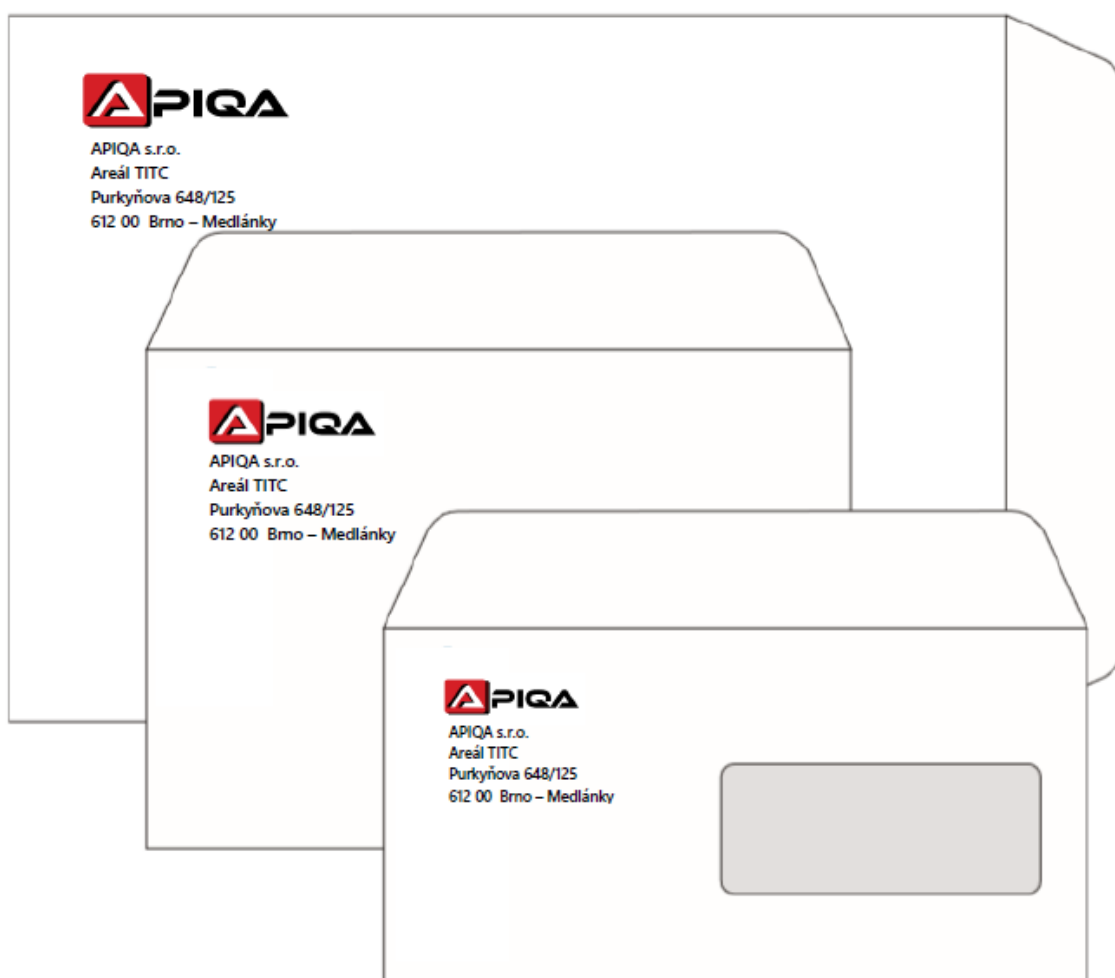 APIQA
APIQA s.r.o.
Areál TITC
Purkyňova 648/125
612 00 Brno – Medlánky
APIQA
APIQA s.r.o.
Areál TITC
Purkyňova 648/125
612 00 Brno – Medlánky
APIQA
APIQA s.r.o.
Areál TITC
Purkyňova 648/125
612 00 Brno – Medlánky